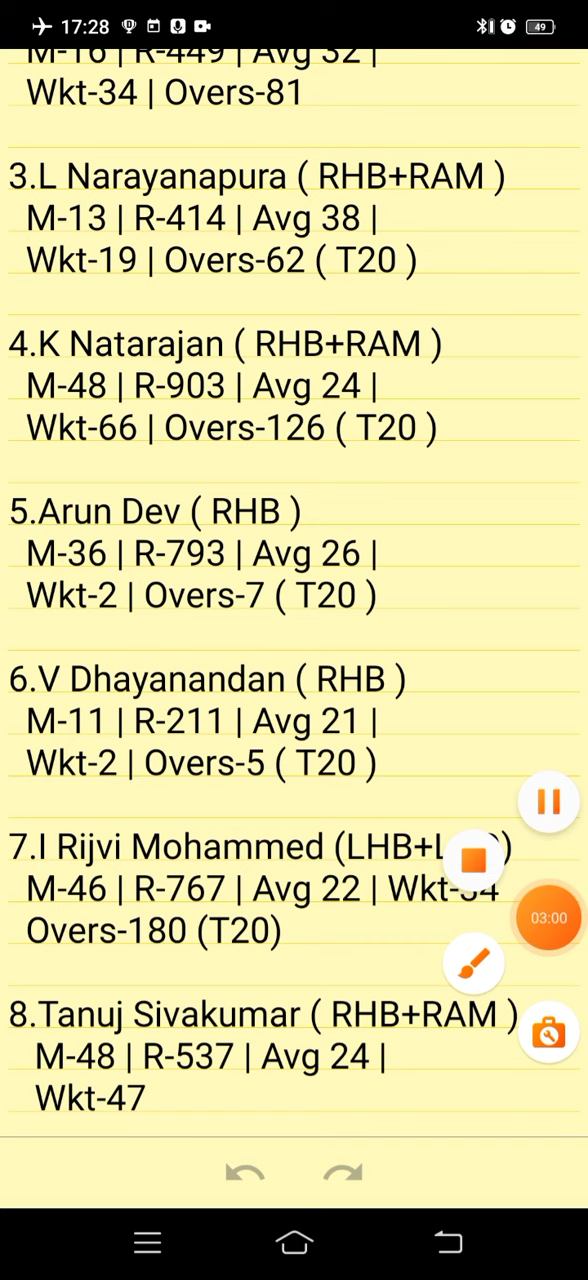 17:28
49
M-16 | R-449 | Avg 32 |
Wkt-34 | Overs-81
3.L Narayanapura ( RHB+RAM )
M-13 | R-414 | Avg 38 |
Wkt-19 | Overs-62 ( T20 )
4.K Natarajan ( RHB+RAM )
M-48 | R-903 | Avg 24 |
Wkt-66 | Overs-126 ( T20 )
5.Arun Dev ( RHB )
M-36 | R-793 | Avg 26 |
Wkt-2 | Overs-7 ( T20 )
6.V Dhayanandan ( RHB )
M-11 | R-211 | Avg 21 |
Wkt-2 | Overs-5 ( T20 )
7.I Rijvi Mohammed
M-46 | R-767 | Avg 22 |
Overs-180 (T20)
03:00
8.Tanuj Sivakumar ( RHB+RAM )
M-48 | R-537 | Avg 24 |
Wkt-47